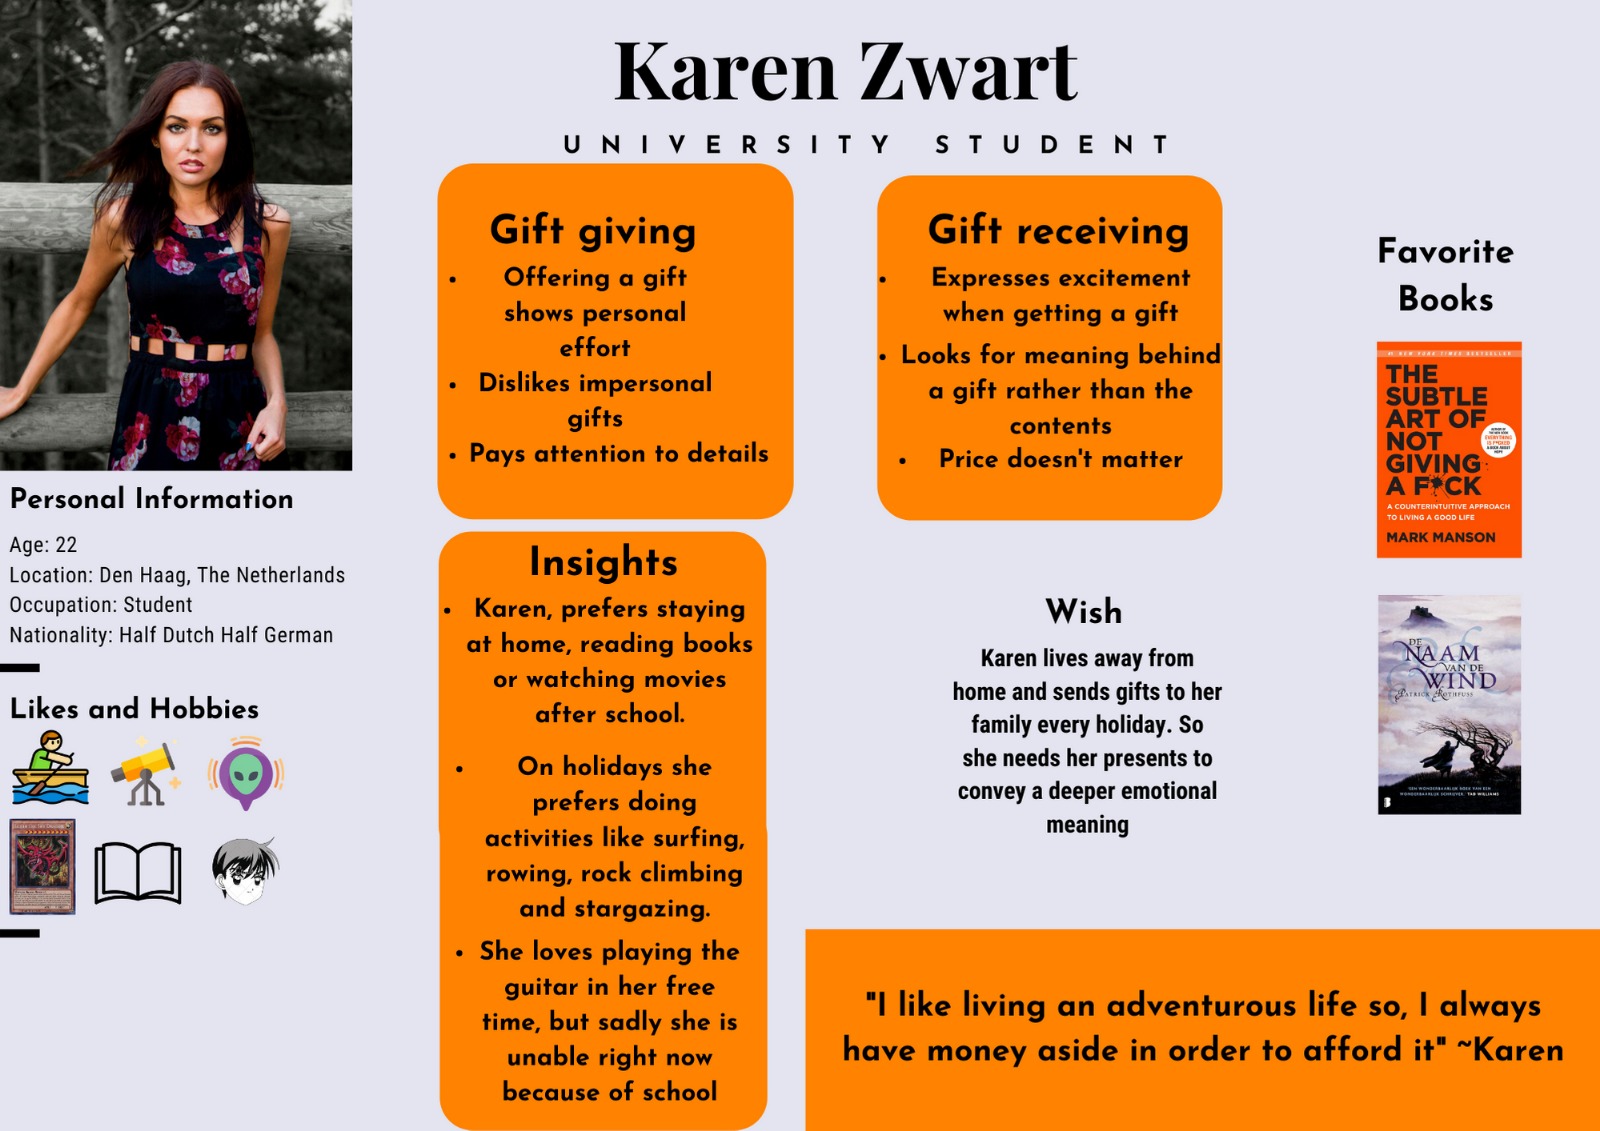 Karen Zwart
UNIVERSITY STUDENT
Personal Information
Age: 22
Location: Den Haag, The Netherlands
Occupation: Student
Nationality: Half Dutch Half German
Likes and Hobbies
Gift giving
• Offering a gift
shows personal
effort
• Dislikes impersonal
gifts
• Pays attention to details
Gift receiving
• Expresses excitement
when getting a gift
• Looks for meaning behind
a gift rather than the
contents
• Price doesn't matter
Insights
• Karen, prefers staying
at home, reading books
or watching movies
after school.
• On holidays she
prefers doing
activities like surfing,
rowing, rock climbing
and stargazing.
• She loves playing the
guitar in her free
time, but sadly she is
unable right now
because of school
Wish
Karen lives away from
home and sends gifts to her
family every holiday. So
she needs her presents to
convey a deeper emotional
meaning
Favorite
Books
#1 NEW YORK TIMES BESTSELLER
THE
SUBTLE
ART OF
NOT
GIVING
A F*CK
A COUNTERINTUITIVE APPROACH
TO LIVING A GOOD LIFE
MARK MANSON
DE
NAAM
VAN DE
WIND
PATRICK ROTHFUSS
"I like living an adventurous life so, I always
have money aside in order to afford it" ~Karen